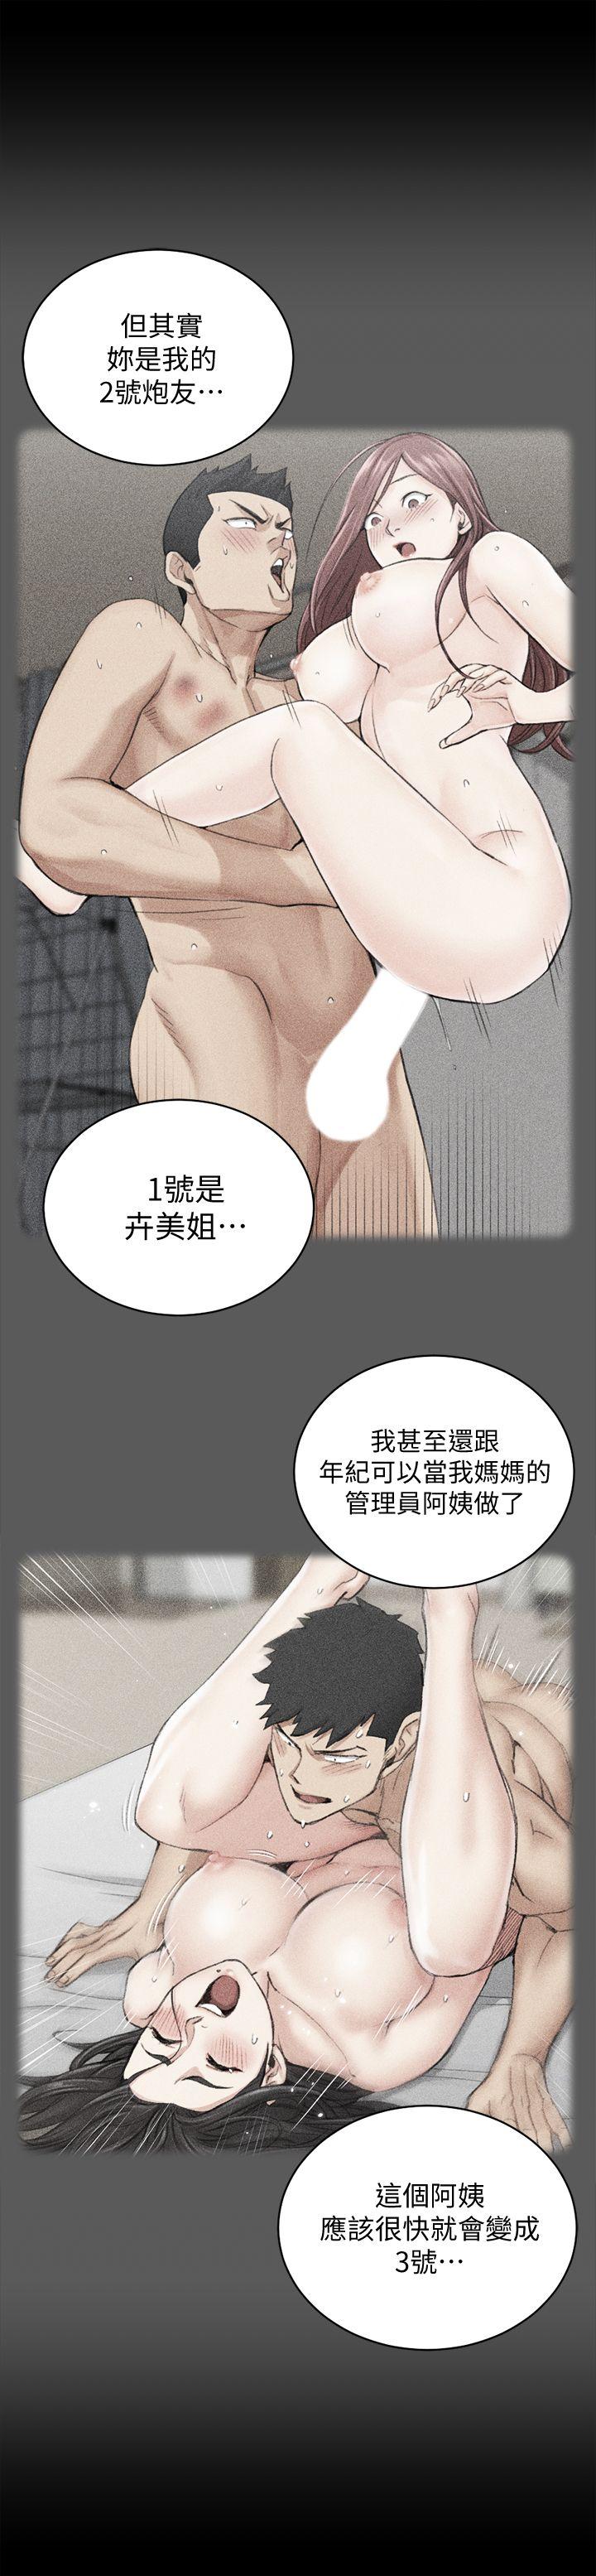 但其實
妳是我的
2號炮友⋯
1號是
卉美姐⋯
我甚至還跟
年紀可以當我媽媽的
管理員阿姨做了
這個阿姨
應該很快就會變成
3號⋯